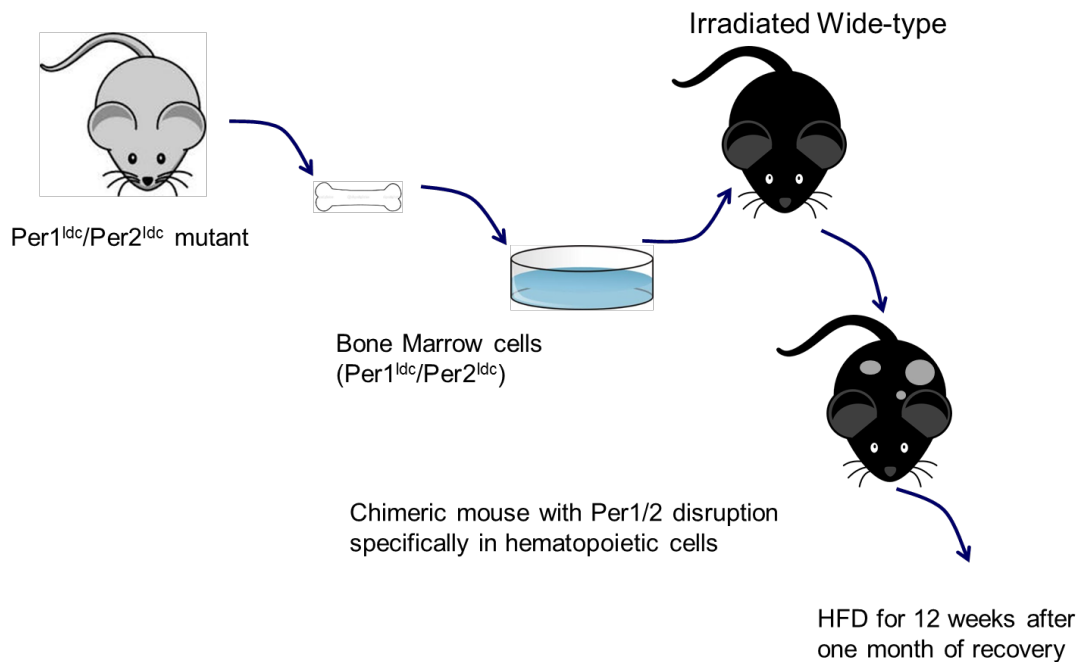 Irradiated Wide-type
Per1ldc/Per2ldc mutant
Bone Marrow cells
(Per1ldc/Per2ldc)
Chimeric mouse with Per1/2 disruption
specifically in hematopoietic cells
HFD for 12 weeks after
one month of recovery